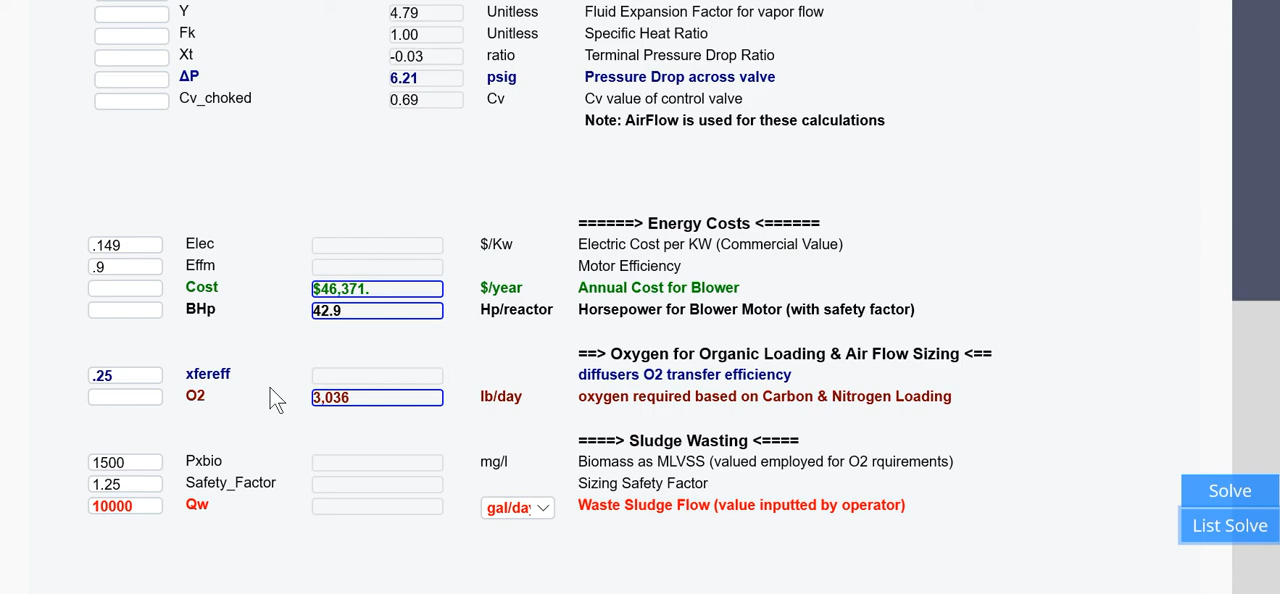 Y 4.79 Unitless Fluid Expansion Factor for vapor flow
Fk 1.00 Unitless Specific Heat Ratio
Xt -0.03 ratio Terminal Pressure Drop Ratio
ΔP 6.21 psig Pressure Drop across valve
Cv_choked 0.69 Cv Cv value of control valve
Note: AirFlow is used for these calculations
======> Energy Costs <======
.149 Elec $/Kw Electric Cost per KW (Commercial Value)
.9 Effm Motor Efficiency
Cost $46,371. $/year Annual Cost for Blower
BHp 42.9 Hp/reactor Horsepower for Blower Motor (with safety factor)
==> Oxygen for Organic Loading & Air Flow Sizing <==
.25 xfereff diffusers O2 transfer efficiency
O2 3,036 lb/day oxygen required based on Carbon & Nitrogen Loading
====> Sludge Wasting <====
1500 Pxbio mg/l Biomass as MLVSS (valued employed for O2 rquirements)
1.25 Safety_Factor Sizing Safety Factor
10000 Qw gal/day Waste Sludge Flow (value inputted by operator)
Solve
List Solve